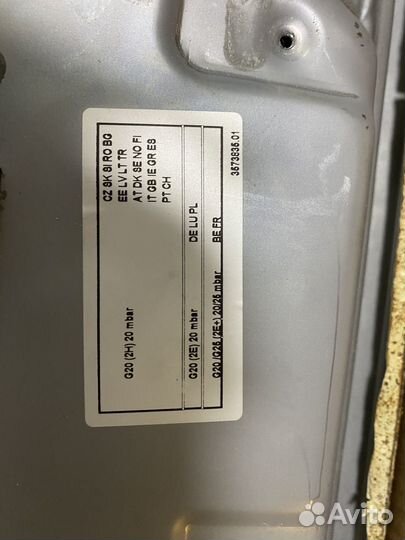 CZ SK SI RO BG
EE LV LT TR
AT DK SE NO FI
IT GB IE GR ES
PT CH
G20 (2H) 20 mbar
DE LU PL
G20 (2E) 20 mbar
BE FR
G20 /G25 (2E+) 20/25 mbar
3573835.01
Avito